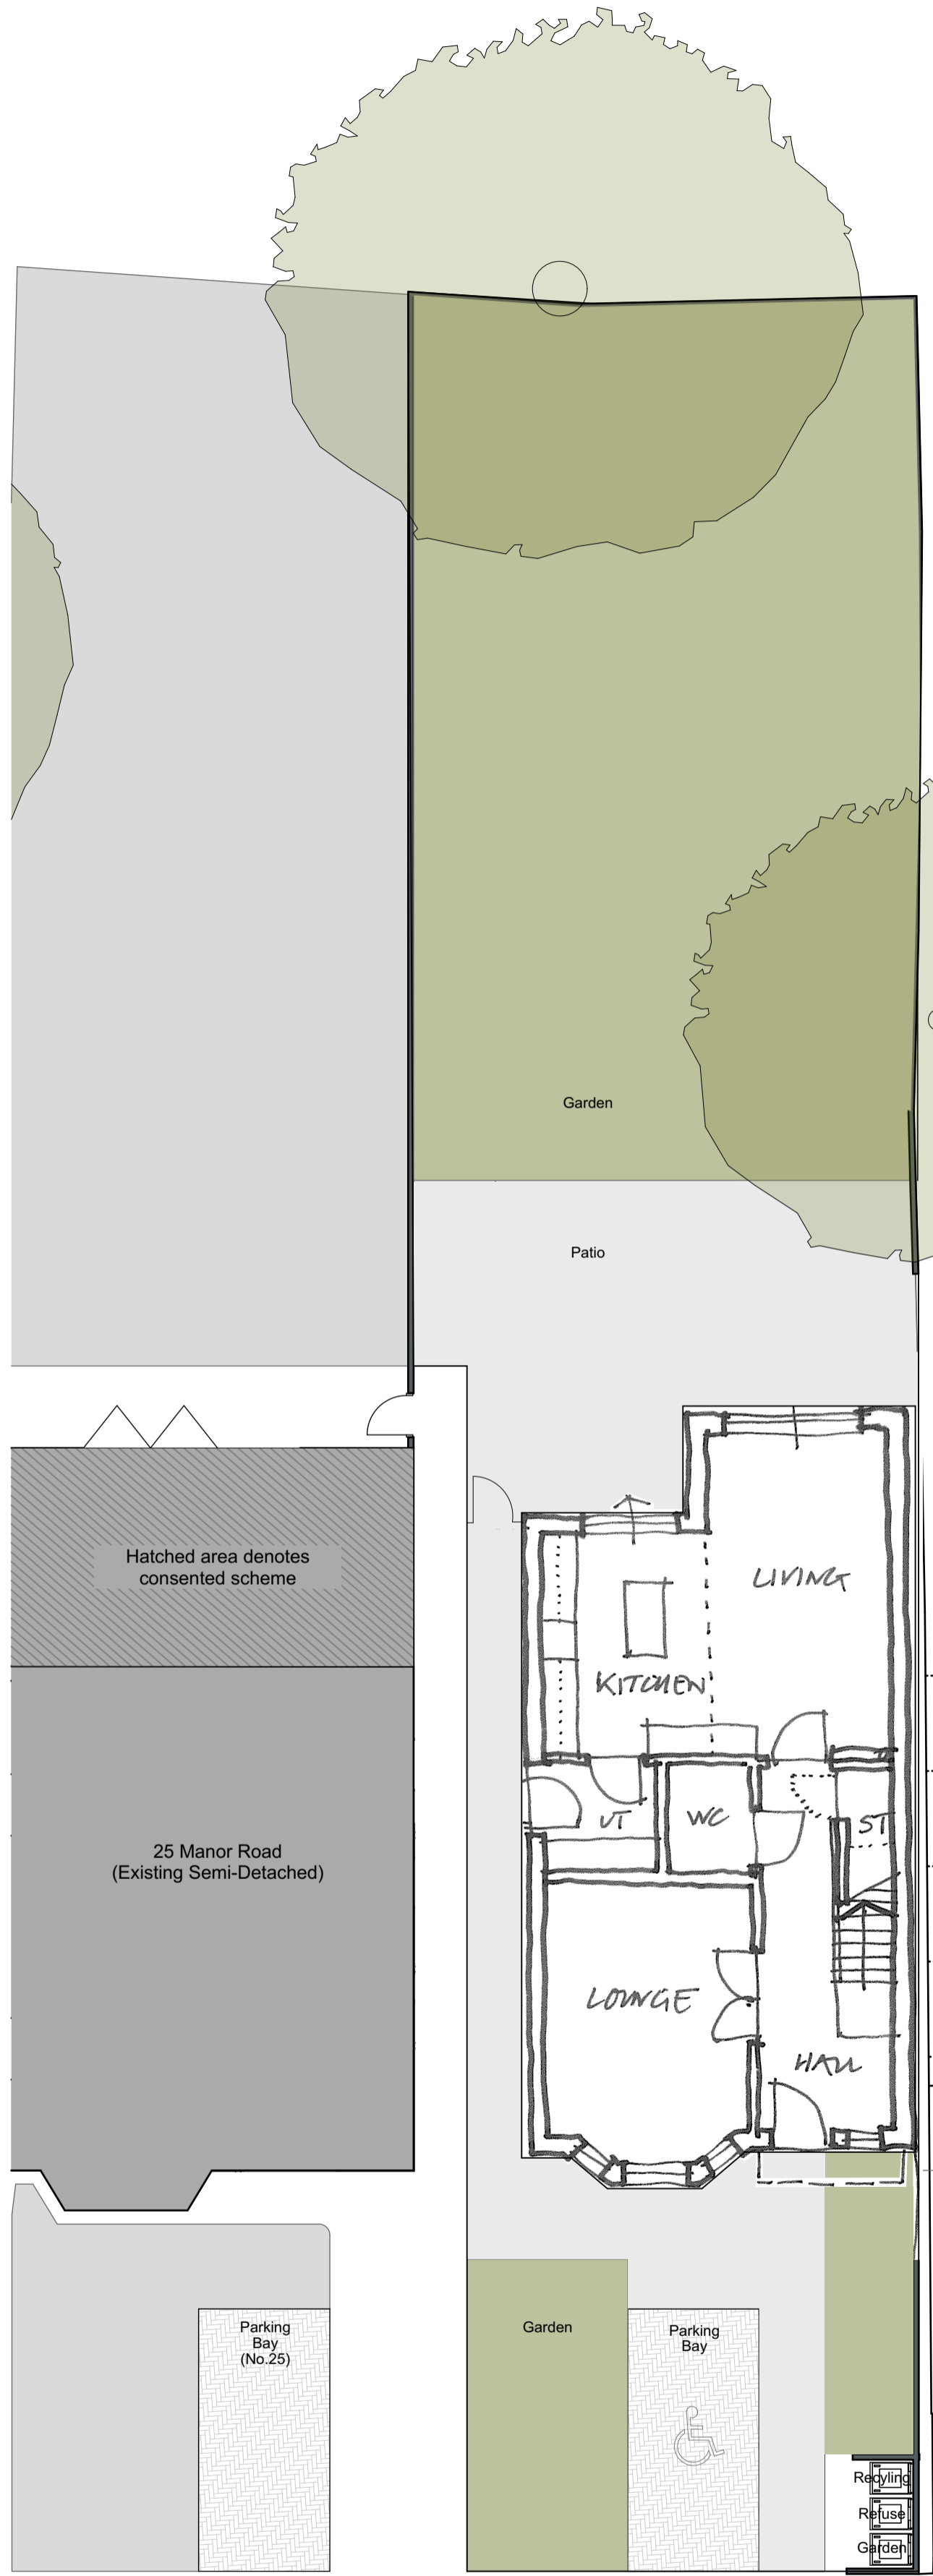 Garden
Patio
Hatched area denotes
consented scheme
LIVING
KITCHEN
UT
WC
ST
25 Manor Road
(Existing Semi-Detached)
LOUNGE
HALL
Parking
Bay
(No.25)
Garden
Parking
Bay
Recyling
Refuse
Garden